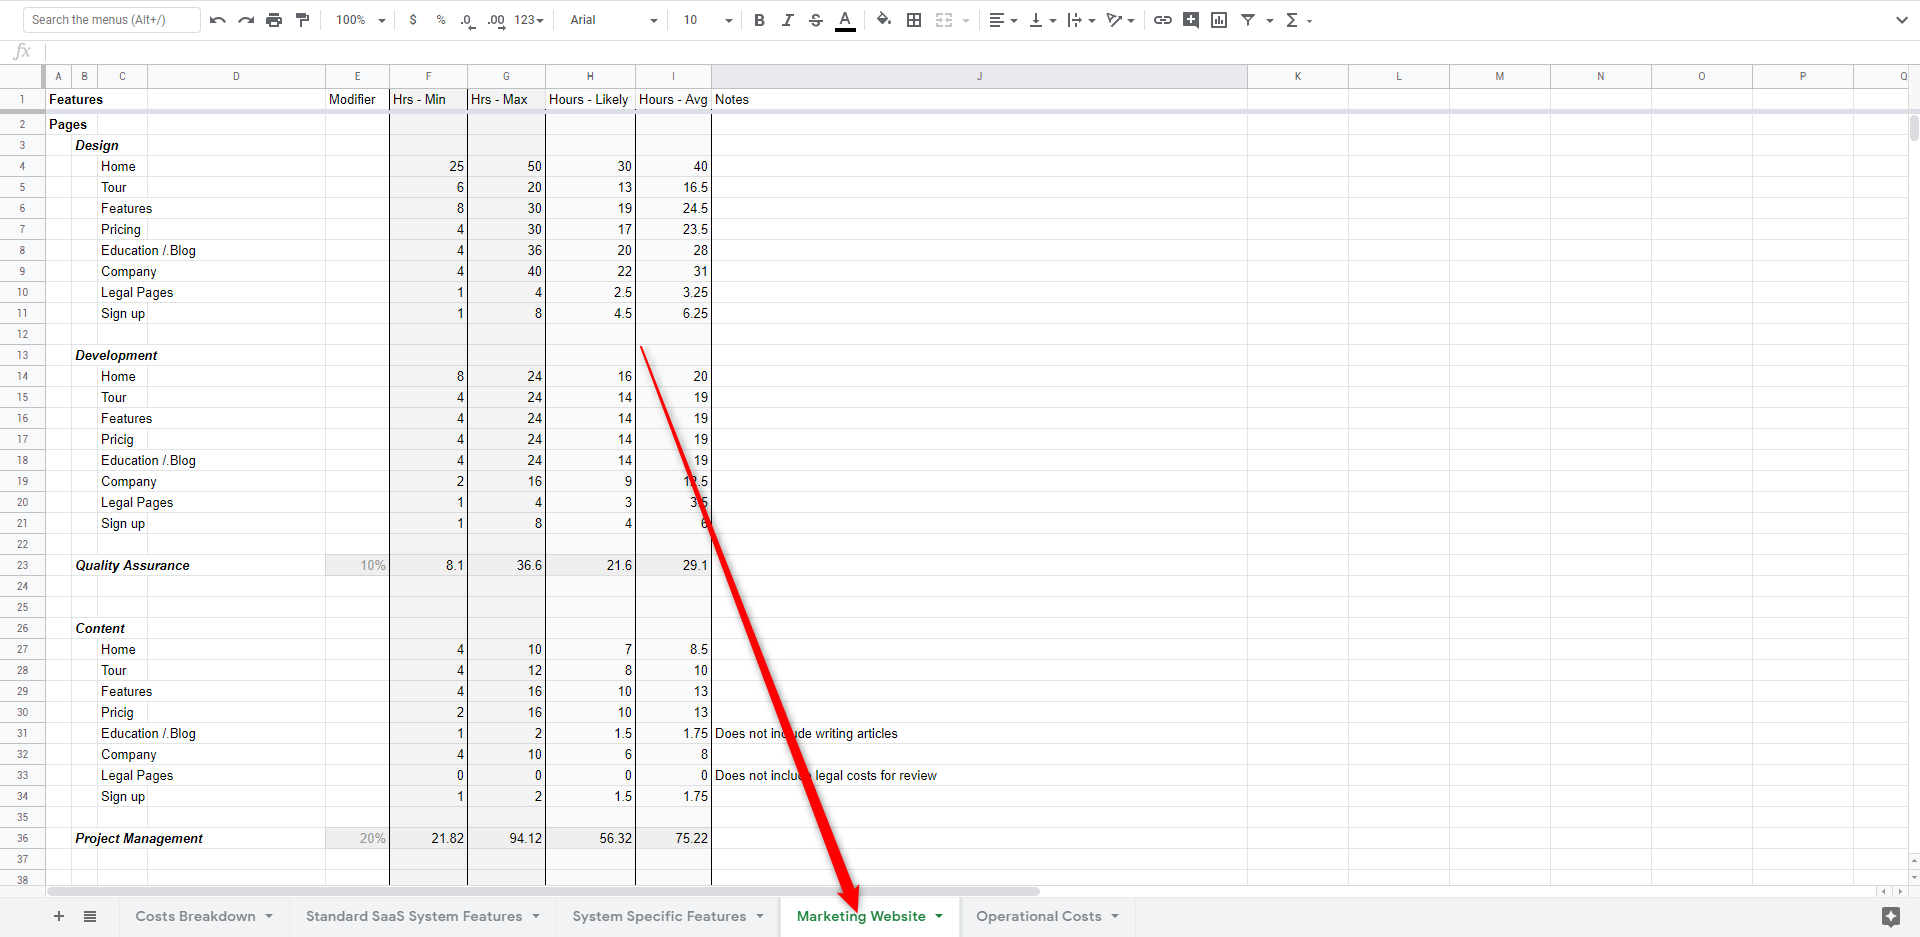 Search the menus (Alt+/) 100% $ % .0 .00 123 Arial 10 B I S A Σ
fx
A B C D E F G H I J K L M N O P Q
1 Features Modifier Hrs - Min Hrs - Max Hours - Likely Hours - Avg Notes
2 Pages
3 Design
4 Home 25 50 30 40
5 Tour 6 20 13 16.5
6 Features 8 30 19 24.5
7 Pricing 4 30 17 23.5
8 Education /.Blog 4 36 20 28
9 Company 4 40 22 31
10 Legal Pages 1 4 2.5 3.25
11 Sign up 1 8 4.5 6.25
12
13 Development
14 Home 8 24 16 20
15 Tour 4 24 14 19
16 Features 4 24 14 19
17 Pricig 4 24 14 19
18 Education /.Blog 4 24 14 19
19 Company 2 16 9 12.5
20 Legal Pages 1 4 3 3.5
21 Sign up 1 8 4 6
22
23 Quality Assurance 10% 8.1 36.6 21.6 29.1
24
25
26 Content
27 Home 4 10 7 8.5
28 Tour 4 12 8 10
29 Features 4 16 10 13
30 Pricig 2 16 10 13
31 Education /.Blog 1 2 1.5 1.75 Does not include writing articles
32 Company 4 10 6 8
33 Legal Pages 0 0 0 0 Does not include legal costs for review
34 Sign up 1 2 1.5 1.75
35
36 Project Management 20% 21.82 94.12 56.32 75.22
37
38
+ Costs Breakdown Standard SaaS System Features System Specific Features Marketing Website Operational Costs